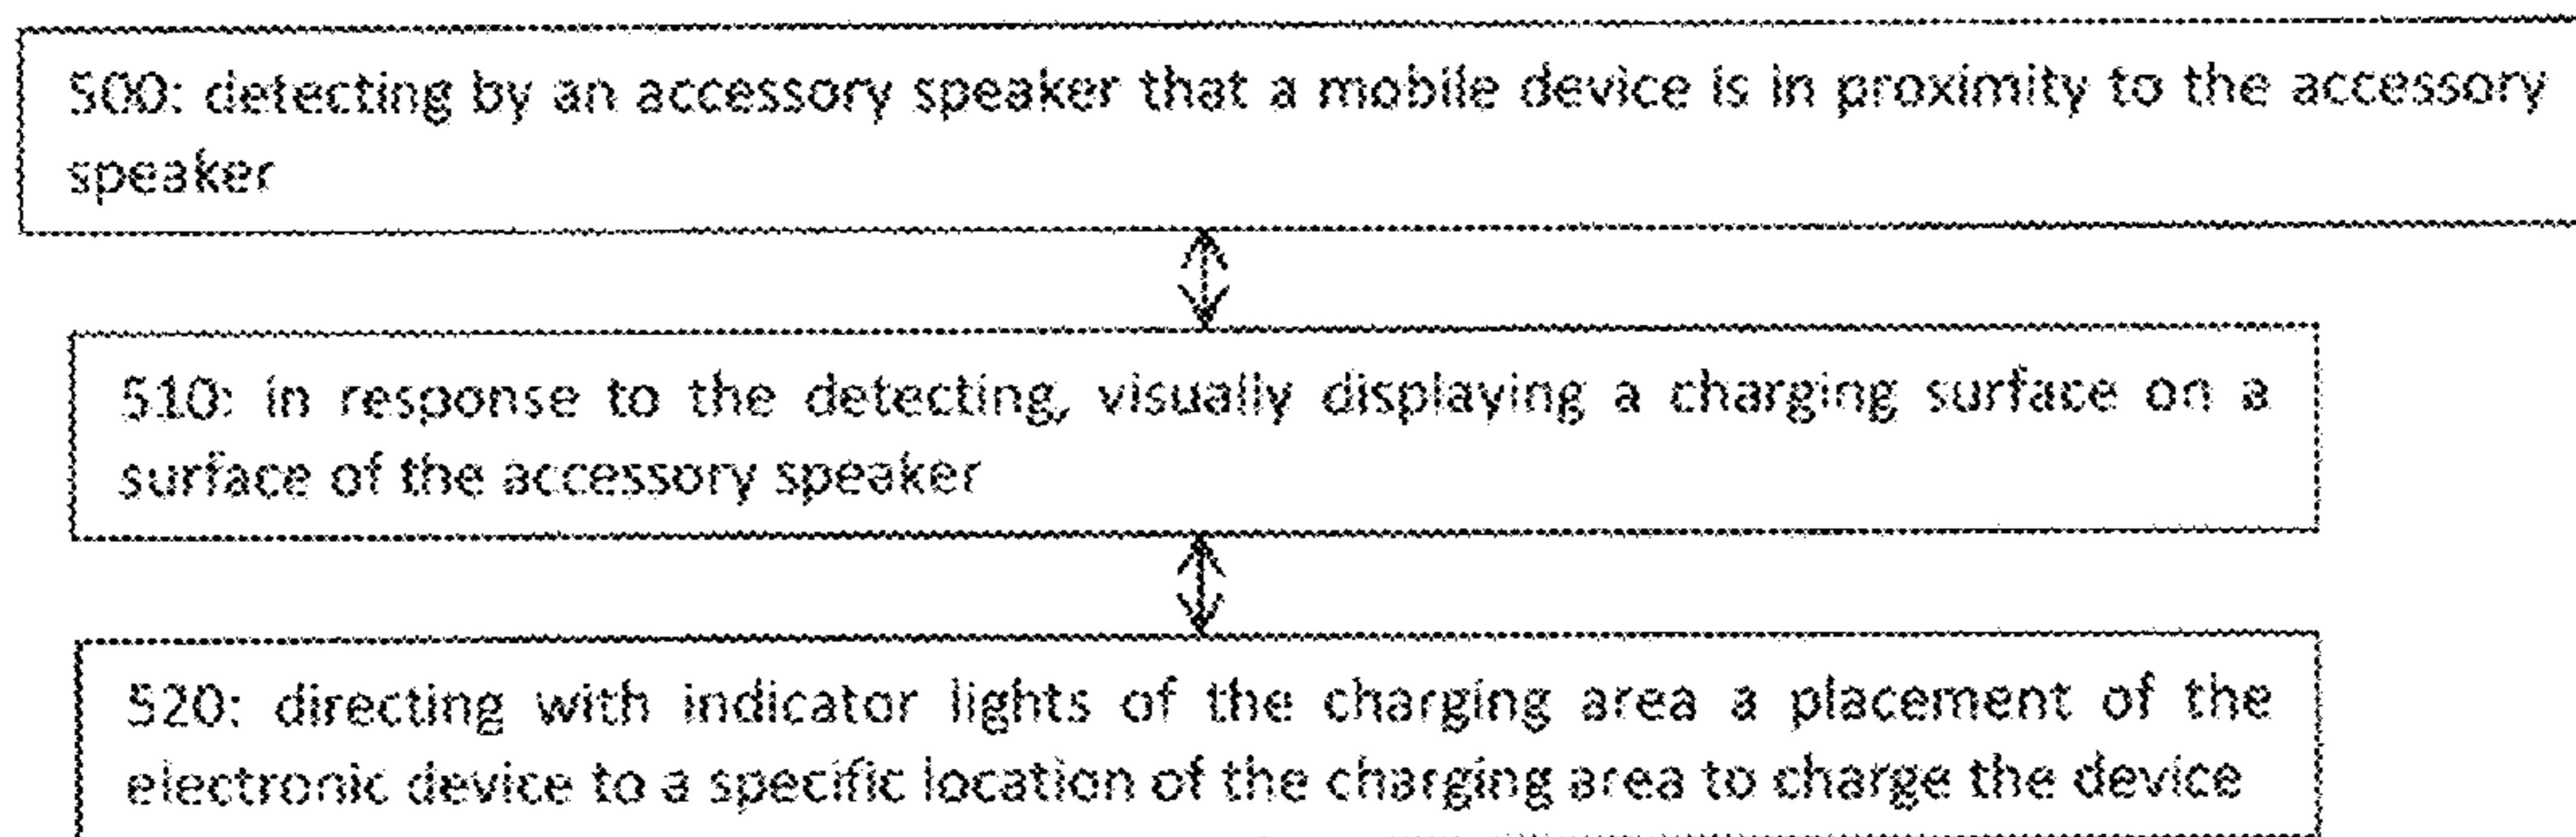 500: detecting by an accessory speaker that a mobile device is in proximity to the accessory
speaker
510: in response to the detecting, visually displaying a charging surface on a
surface of the accessory speaker
520: directing with indicator lights of the charging area a placement of the
electronic device to a specific location of the charging area to charge the device